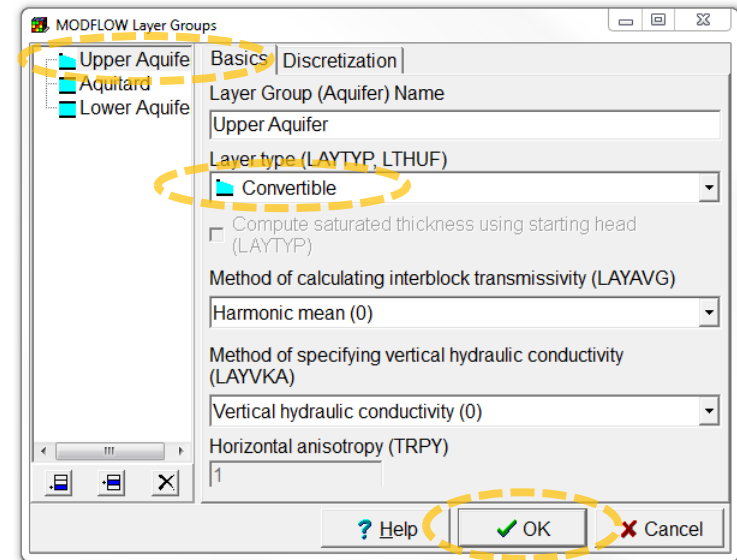 MODFLOW Layer Groups
Upper Aquife
Aquitard
Lower Aquife
Basics Discretization
Layer Group (Aquifer) Name
Upper Aquifer
Layer type (LAYTYP, LTHUF)
Convertible
Compute saturated thickness using starting head
(LAYTYP)
Method of calculating interblock transmissivity (LAYAVG)
Harmonic mean (0)
Method of specifying vertical hydraulic conductivity
(LAYVKA)
Vertical hydraulic conductivity (0)
Horizontal anisotropy (TRPY)
1
? Help OK Cancel